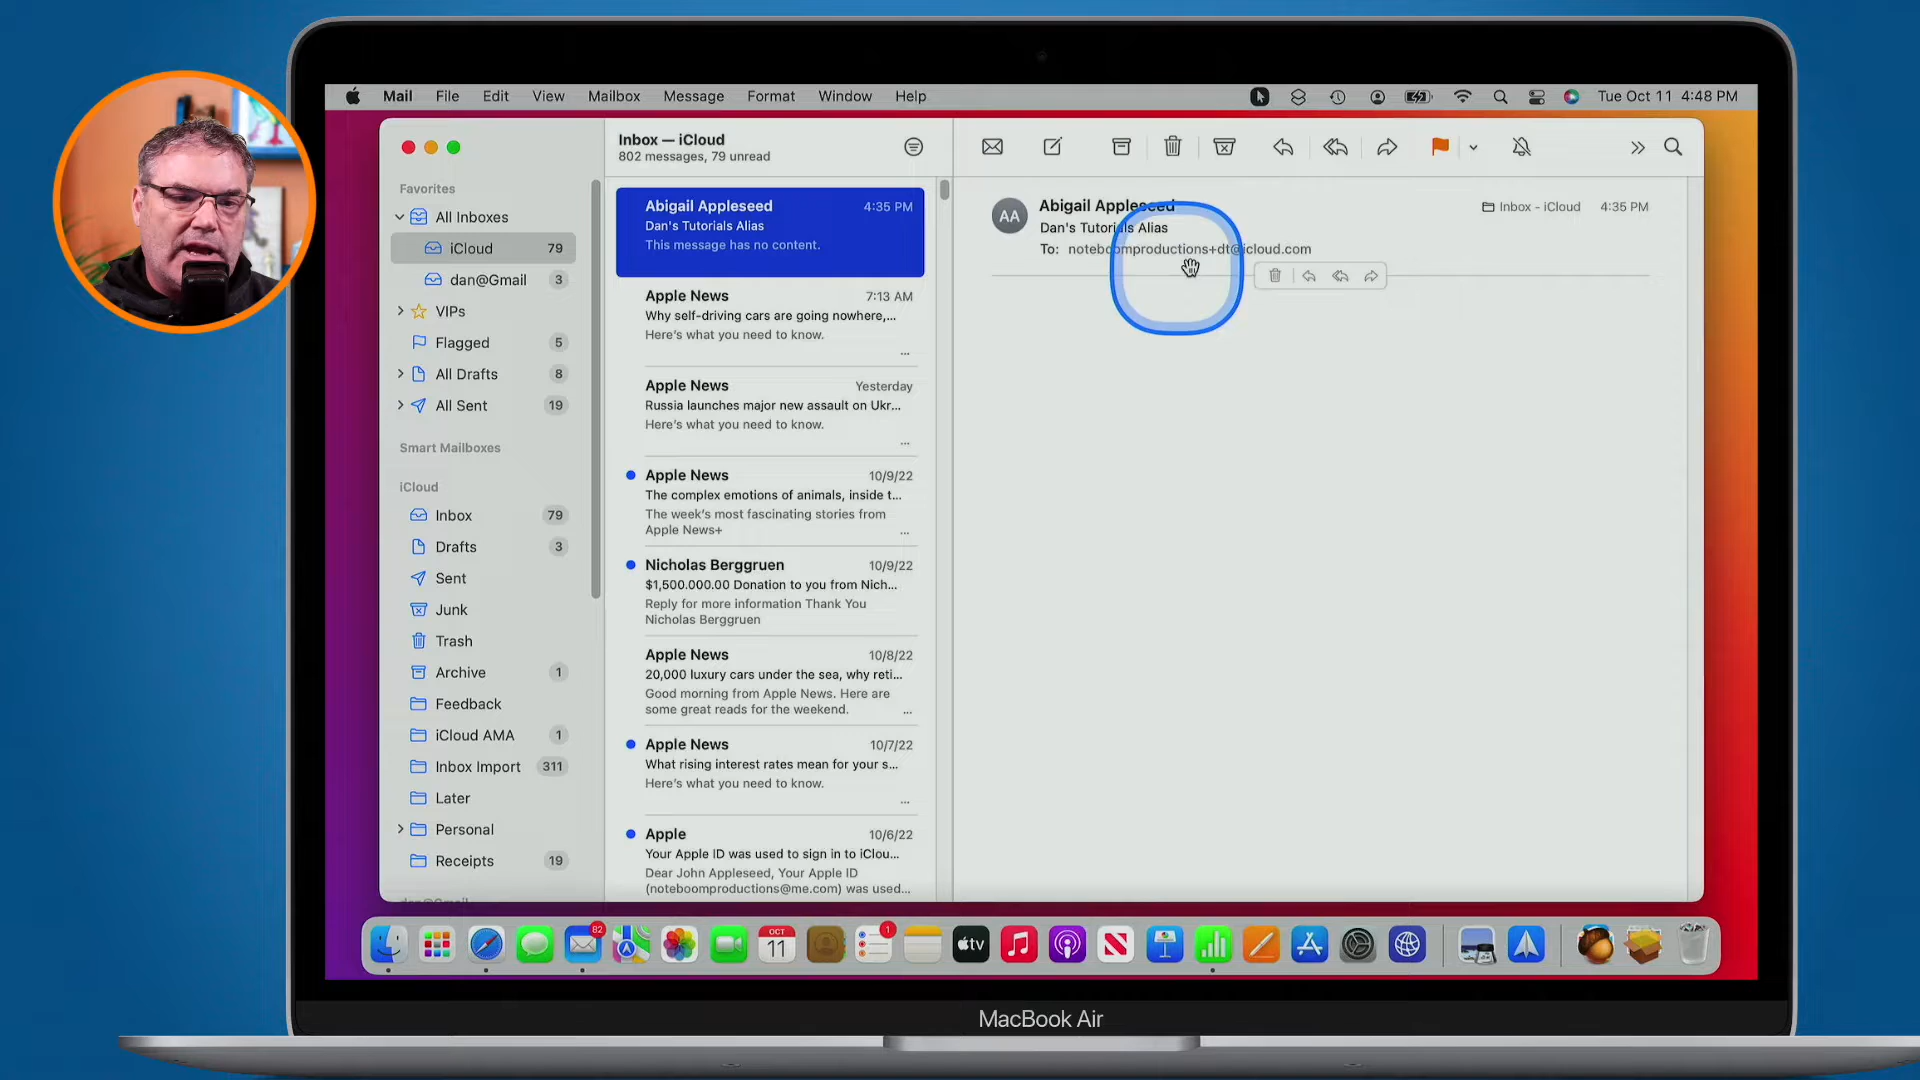 Mail File Edit View Mailbox Message Format Window Help
Tue Oct 11 4:48 PM
Favorites
All Inboxes
iCloud 79
dan@Gmail 3
VIPs
Flagged 5
All Drafts 8
All Sent 19
Smart Mailboxes
iCloud
Inbox 79
Drafts 3
Sent
Junk
Trash
Archive 1
Feedback
iCloud AMA 1
Inbox Import 311
Later
Personal
Receipts 19
dan@Gmail
Inbox — iCloud
802 messages, 79 unread
Abigail Appleseed 4:35 PM
Dan's Tutorials Alias
This message has no content.
Apple News 7:13 AM
Why self-driving cars are going nowhere,...
Here's what you need to know.
...
Apple News Yesterday
Russia launches major new assault on Ukr...
Here's what you need to know.
...
Apple News 10/9/22
The complex emotions of animals, inside t...
The week's most fascinating stories from
Apple News+ ...
Nicholas Berggruen 10/9/22
$1,500.000.00 Donation to you from Nich...
Reply for more information Thank You
Nicholas Berggruen
Apple News 10/8/22
20,000 luxury cars under the sea, why reti...
Good morning from Apple News. Here are
some great reads for the weekend. ...
Apple News 10/7/22
What rising interest rates mean for your s...
Here's what you need to know.
...
Apple 10/6/22
Your Apple ID was used to sign in to iClou...
Dear John Appleseed, Your Apple ID
(noteboomproductions@me.com) was used...
AA
Abigail Appleseed
Inbox - iCloud 4:35 PM
Dan's Tutorials Alias
To: noteboomproductions+dt@icloud.com
82
OCT
11
1
tv
MacBook Air